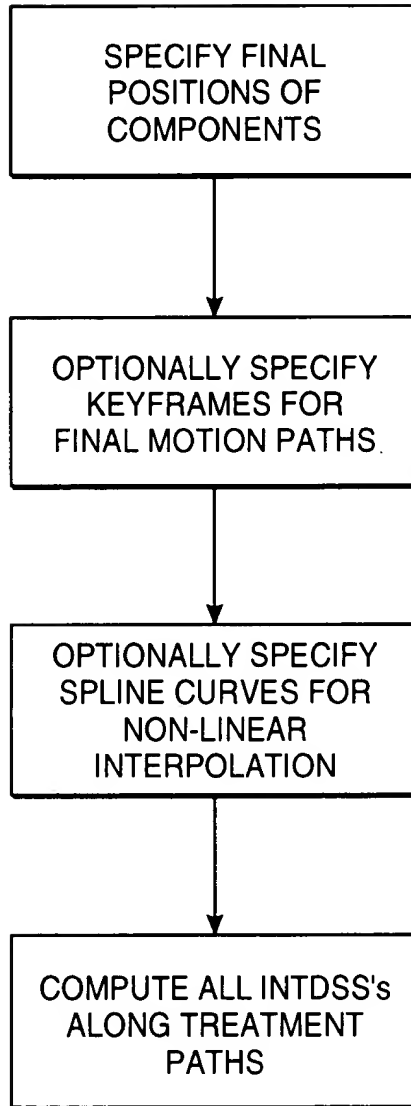 SPECIFY FINAL
POSITIONS OF
COMPONENTS
OPTIONALLY SPECIFY
KEYFRAMES FOR
FINAL MOTION PATHS.
OPTIONALLY SPECIFY
SPLINE CURVES FOR
NON-LINEAR
INTERPOLATION
COMPUTE ALL INTDSS's
ALONG TREATMENT
PATHS